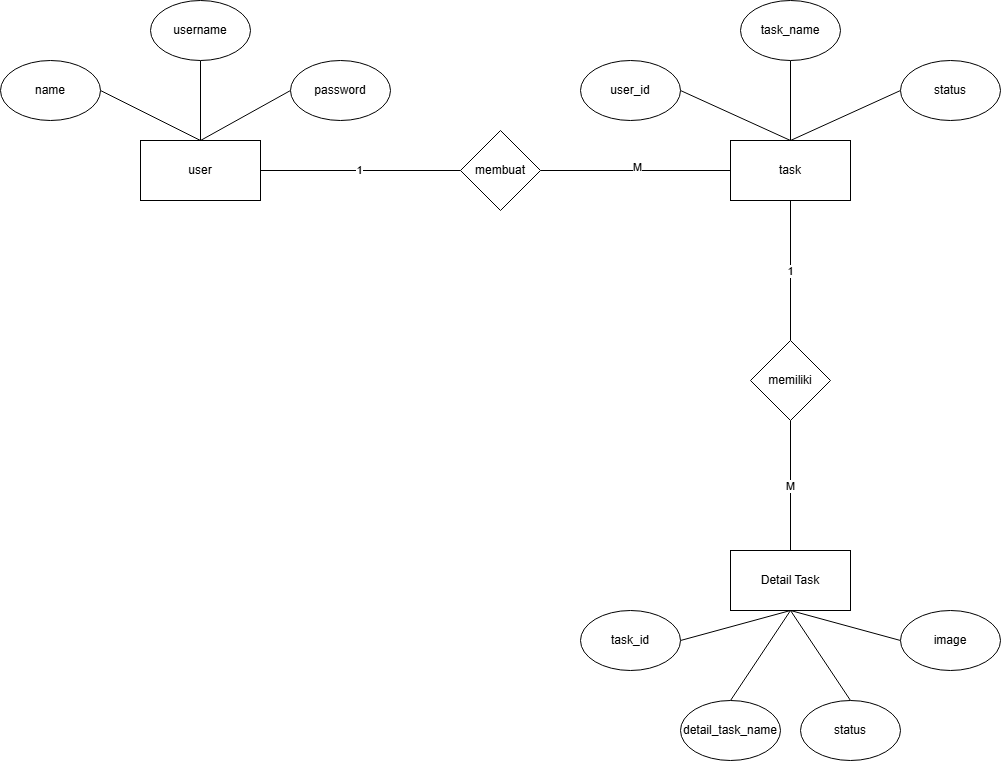 username
task_name
name
password
user_id
status
user
1
membuat
M
task
1
memiliki
M
Detail Task
task_id
image
detail_task_name
status